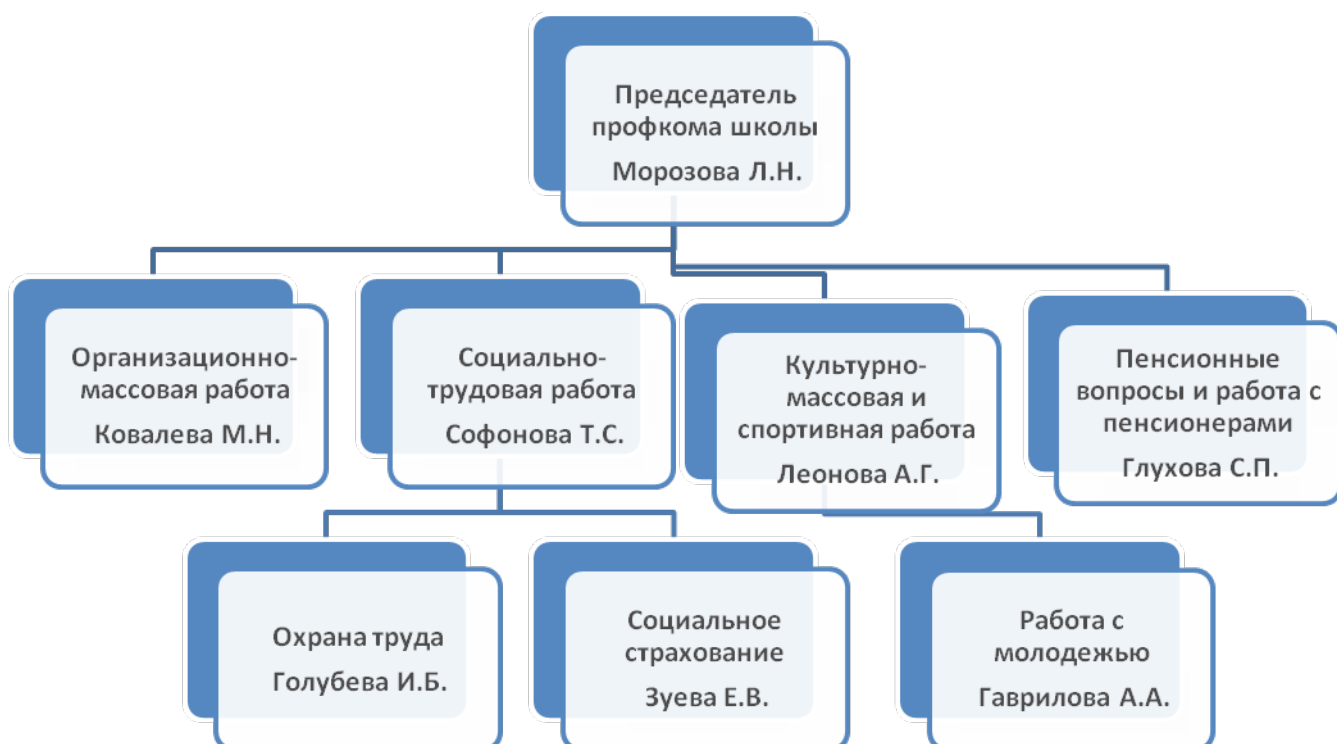 Председатель
профкома школы
Морозова Л.Н.
Организационно-
массовая работа
Ковалева М.Н.
Социально-
трудовая работа
Софонова Т.С.
Культурно-
массовая и
спортивная работа
Леонова А.Г.
Пенсионные
вопросы и работа с
пенсионерами
Глухова С.П.
Охрана труда
Голубева И.Б.
Социальное
страхование
Зуева Е.В.
Работа с
молодежью
Гаврилова А.А.